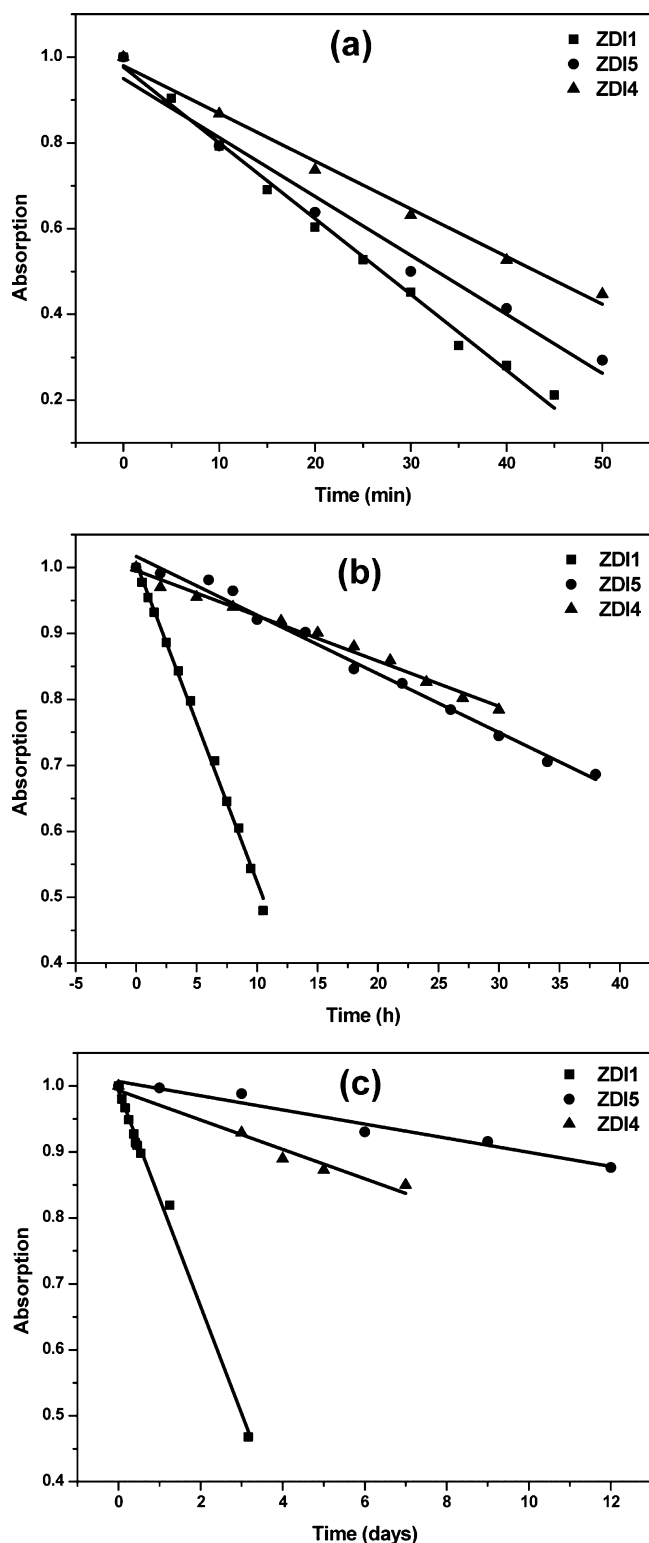 (a)
ZDI1
ZDI5
ZDI4
1.0
0.8
0.6
0.4
0.2
Absorption
0 10 20 30 40 50
Time (min)
(b)
ZDI1
ZDI5
ZDI4
1.0
0.9
0.8
0.7
0.6
0.5
0.4
Absorption
-5 0 5 10 15 20 25 30 35 40
Time (h)
(c)
ZDI1
ZDI5
ZDI4
1.0
0.9
0.8
0.7
0.6
0.5
0.4
Absorption
0 2 4 6 8 10 12
Time (days)